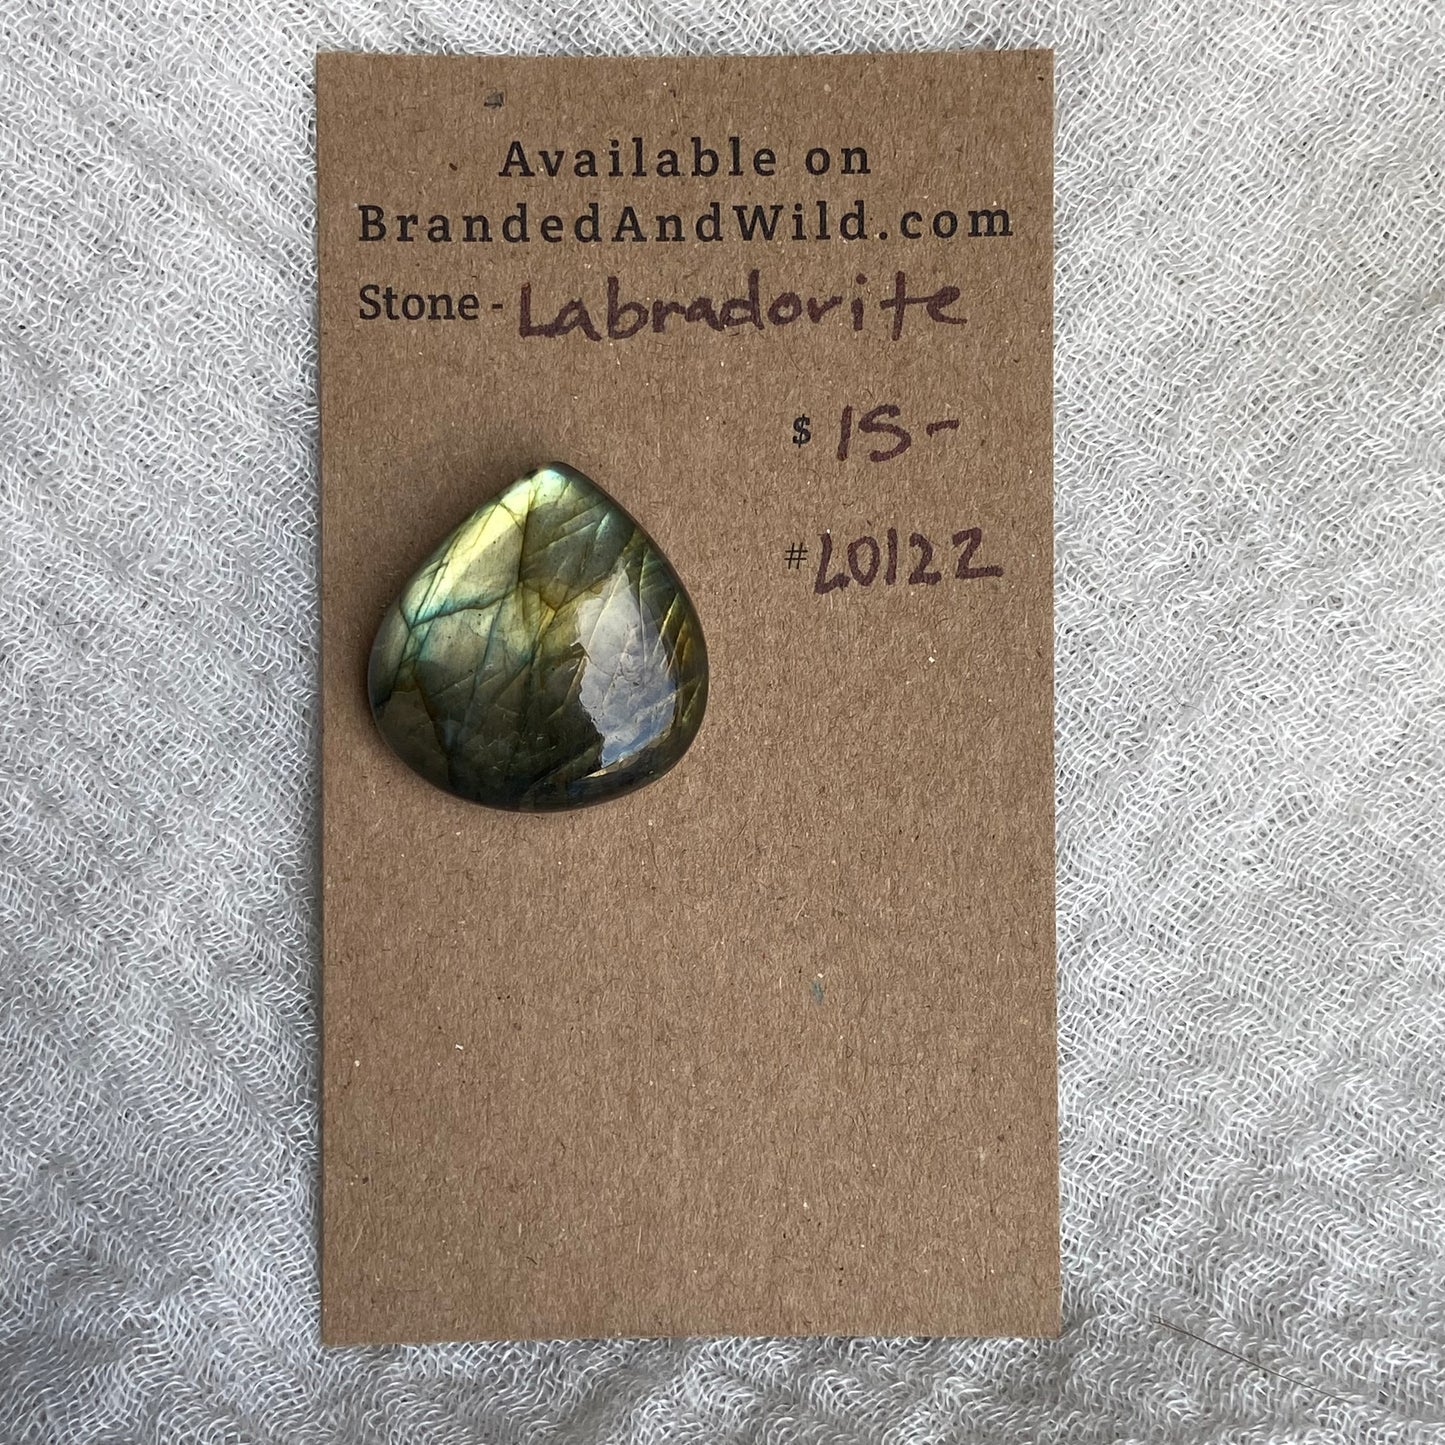 Available on
BrandedAndWild.com
Stone - Labradorite
$ 15-
# L0122